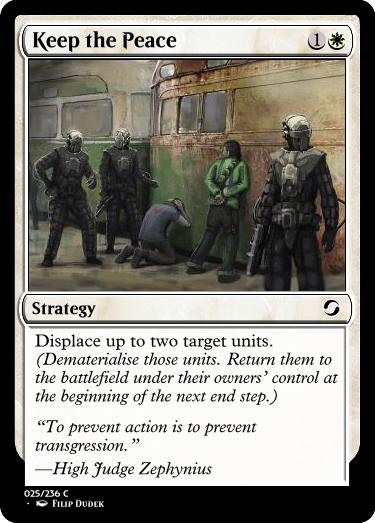 Keep the Peace 1
Strategy
Displace up to two target units.
(Dematerialise those units. Return them to the
battlefield under their owners’ control at
the beginning of the next end step.)
“To prevent action is to prevent
transgression.”
—High Judge Zephynius
025/236 C
· Filip Dudek